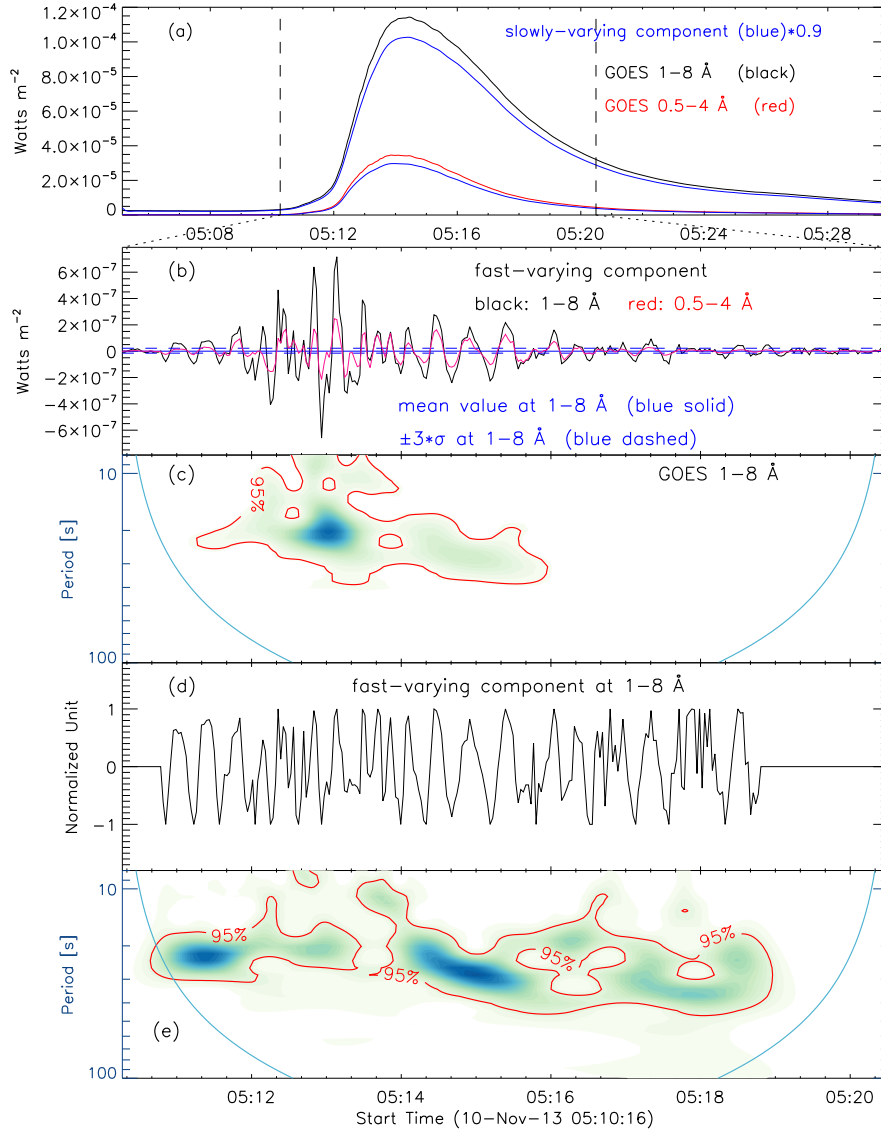 (a)
slowly-varying component (blue)*0.9
GOES 1-8 Å (black)
GOES 0.5-4 Å (red)
Watts m⁻²
1.2×10⁻⁴
1.0×10⁻⁴
8.0×10⁻⁵
6.0×10⁻⁵
4.0×10⁻⁵
2.0×10⁻⁵
0
05:08 05:12 05:16 05:20 05:24 05:28
(b)
fast-varying component
black: 1-8 Å red: 0.5-4 Å
Watts m⁻²
6×10⁻⁷
4×10⁻⁷
2×10⁻⁷
0
-2×10⁻⁷
-4×10⁻⁷
-6×10⁻⁷
mean value at 1-8 Å (blue solid)
±3*σ at 1-8 Å (blue dashed)
(c)
GOES 1-8 Å
95%
Period [s]
10
100
(d)
fast-varying component at 1-8 Å
Normalized Unit
1
0
-1
Period [s]
10
100
95%
95%
95%
95%
(e)
05:12 05:14 05:16 05:18 05:20
Start Time (10-Nov-13 05:10:16)